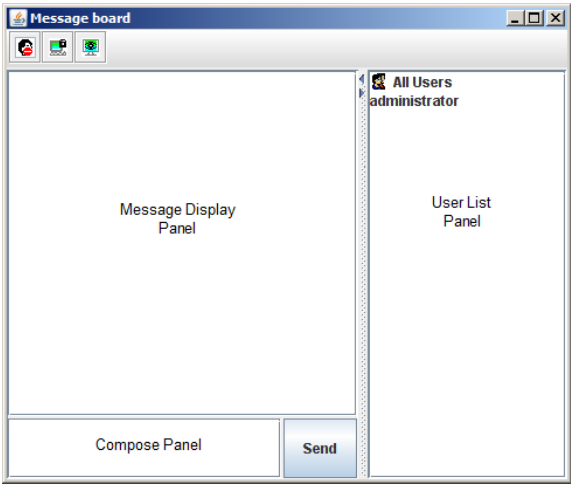 Message board
All Users
administrator
Message Display
Panel
User List
Panel
Compose Panel
Send